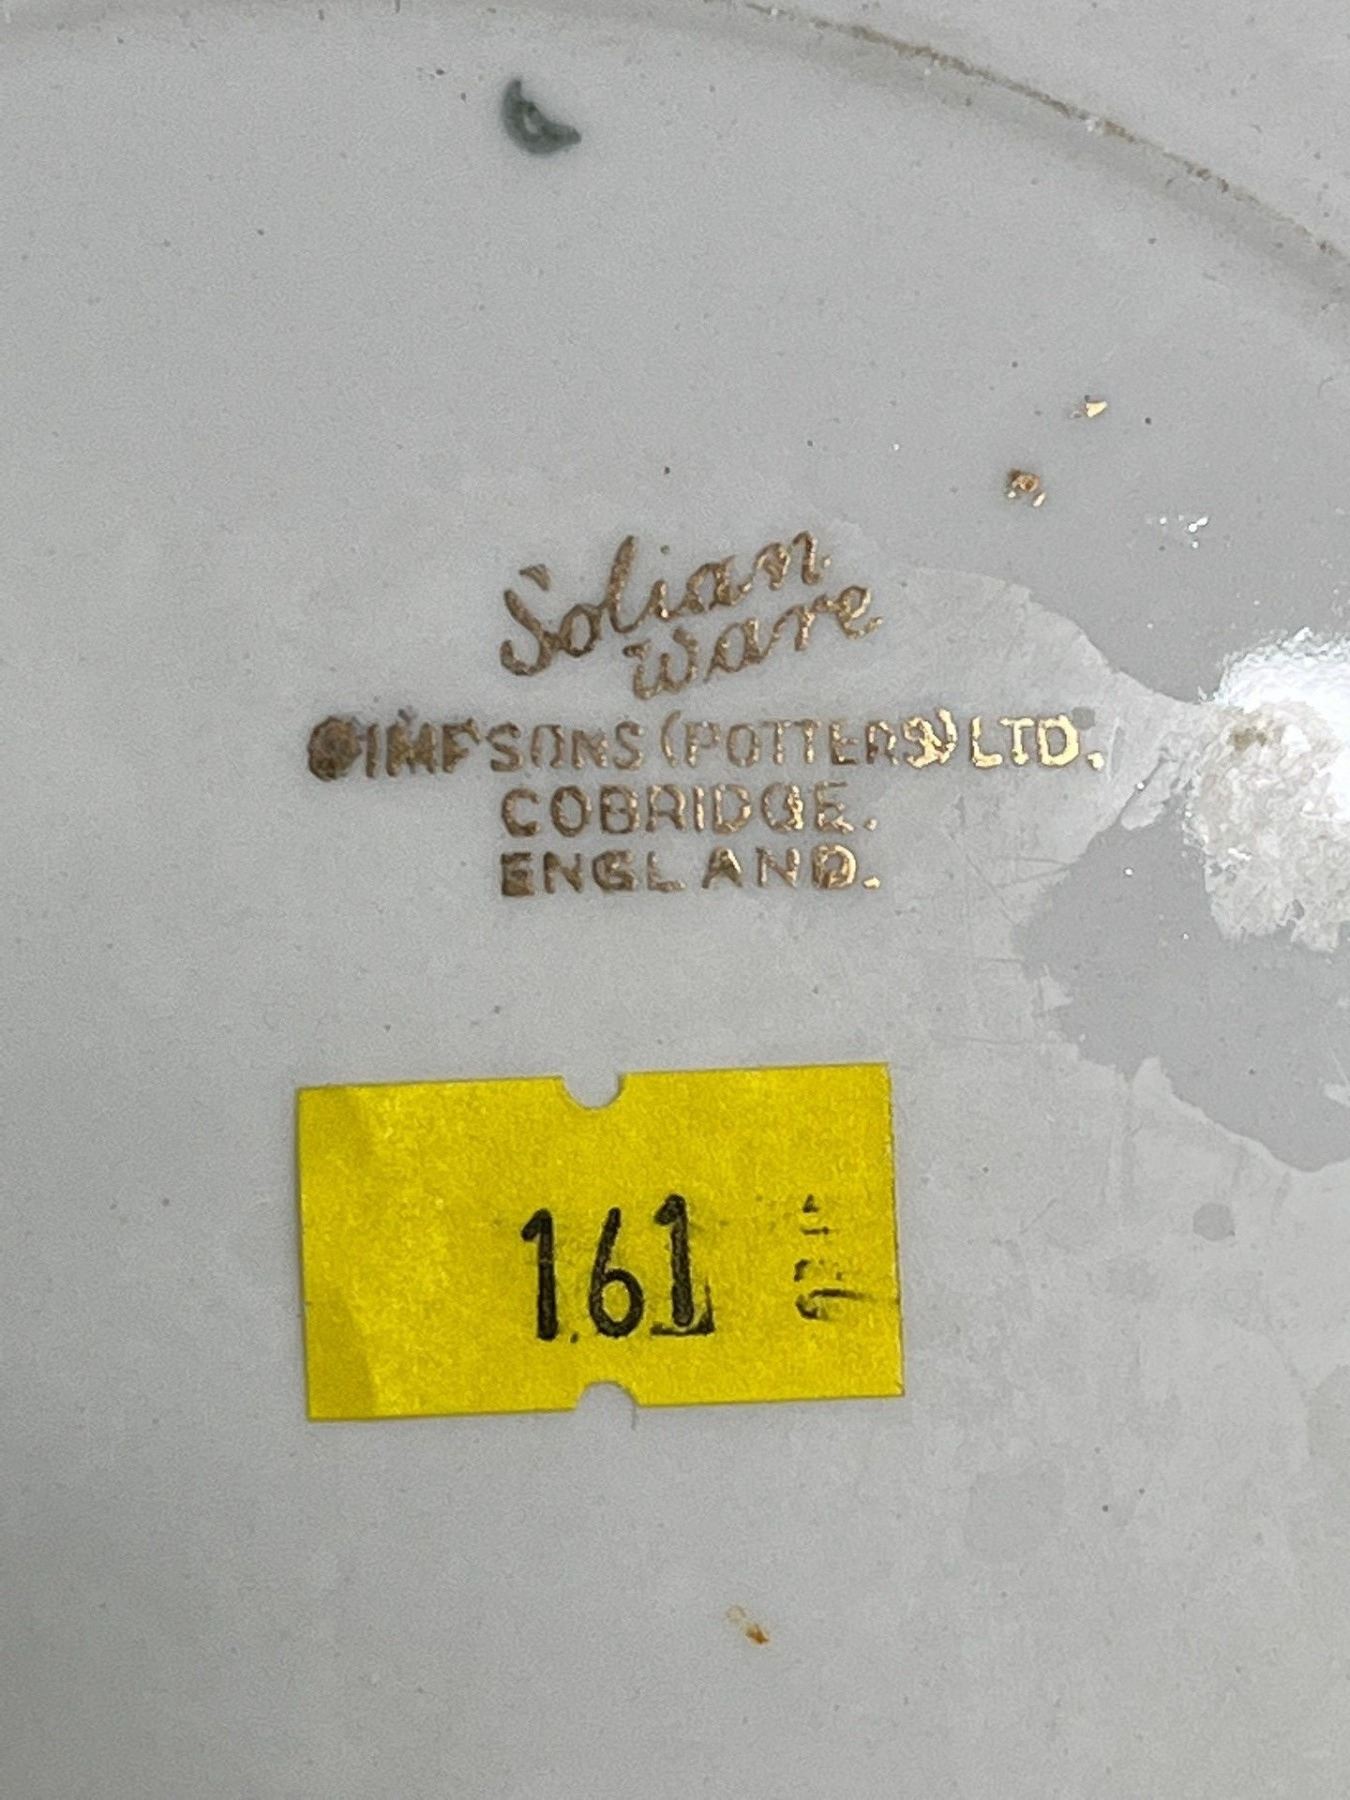 Solian
ware
SIMPSONS (POTTERS) LTD.
COBRIDGE.
ENGLAND.
161